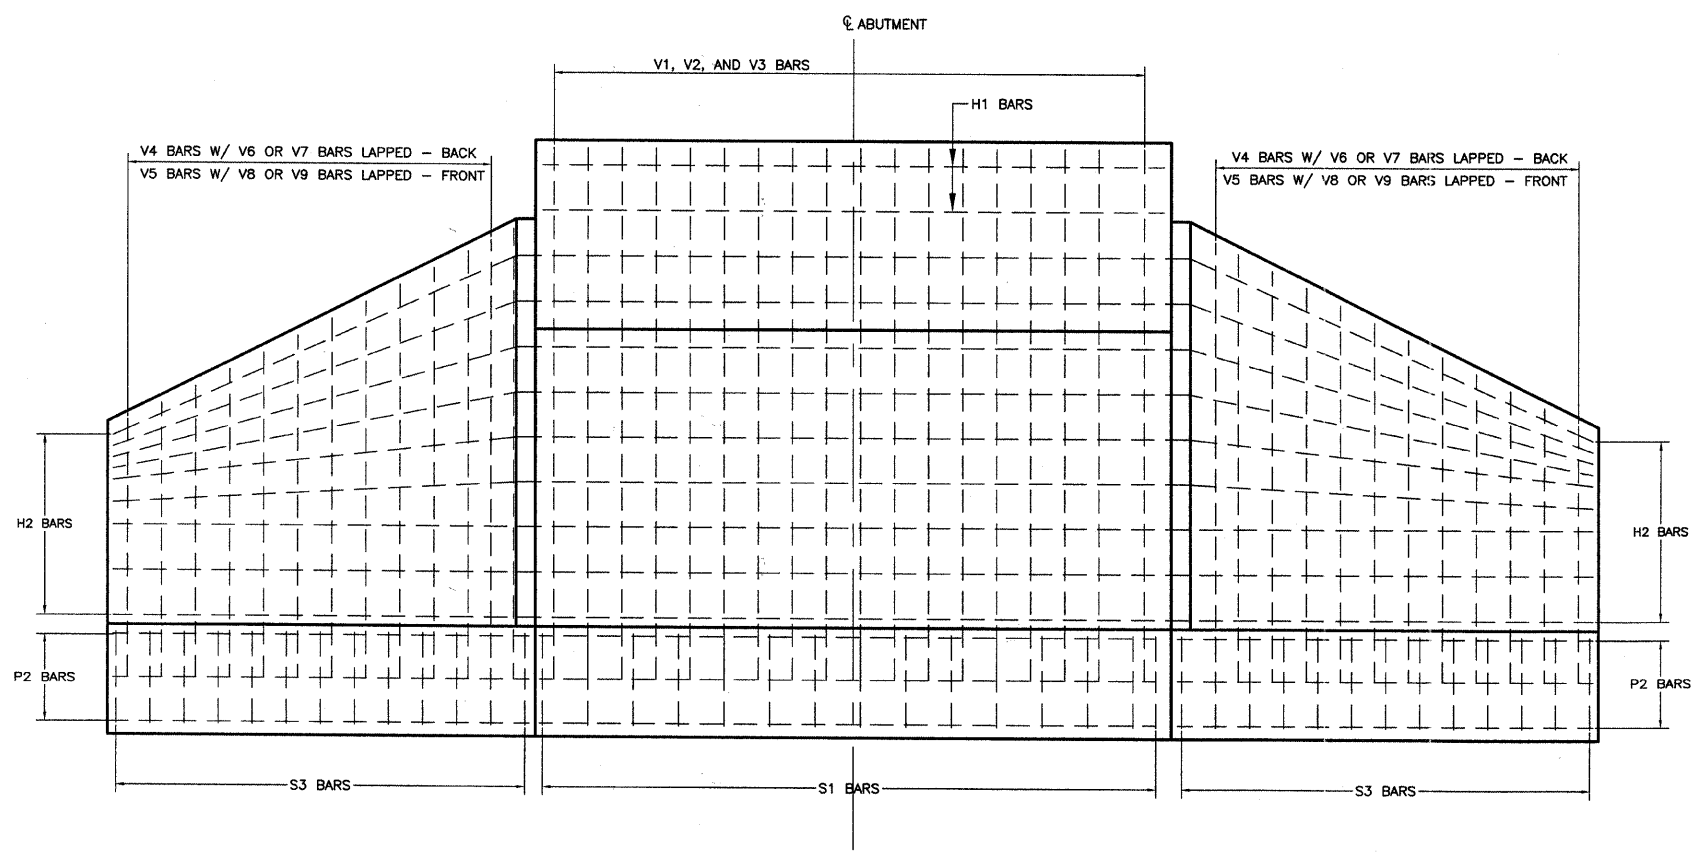 ℄ ABUTMENT
V1, V2, AND V3 BARS
H1 BARS
V4 BARS W/ V6 OR V7 BARS LAPPED – BACK
V5 BARS W/ V8 OR V9 BARS LAPPED – FRONT
V4 BARS W/ V6 OR V7 BARS LAPPED – BACK
V5 BARS W/ V8 OR V9 BARS LAPPED – FRONT
H2 BARS
H2 BARS
P2 BARS
P2 BARS
S3 BARS
S1 BARS
S3 BARS